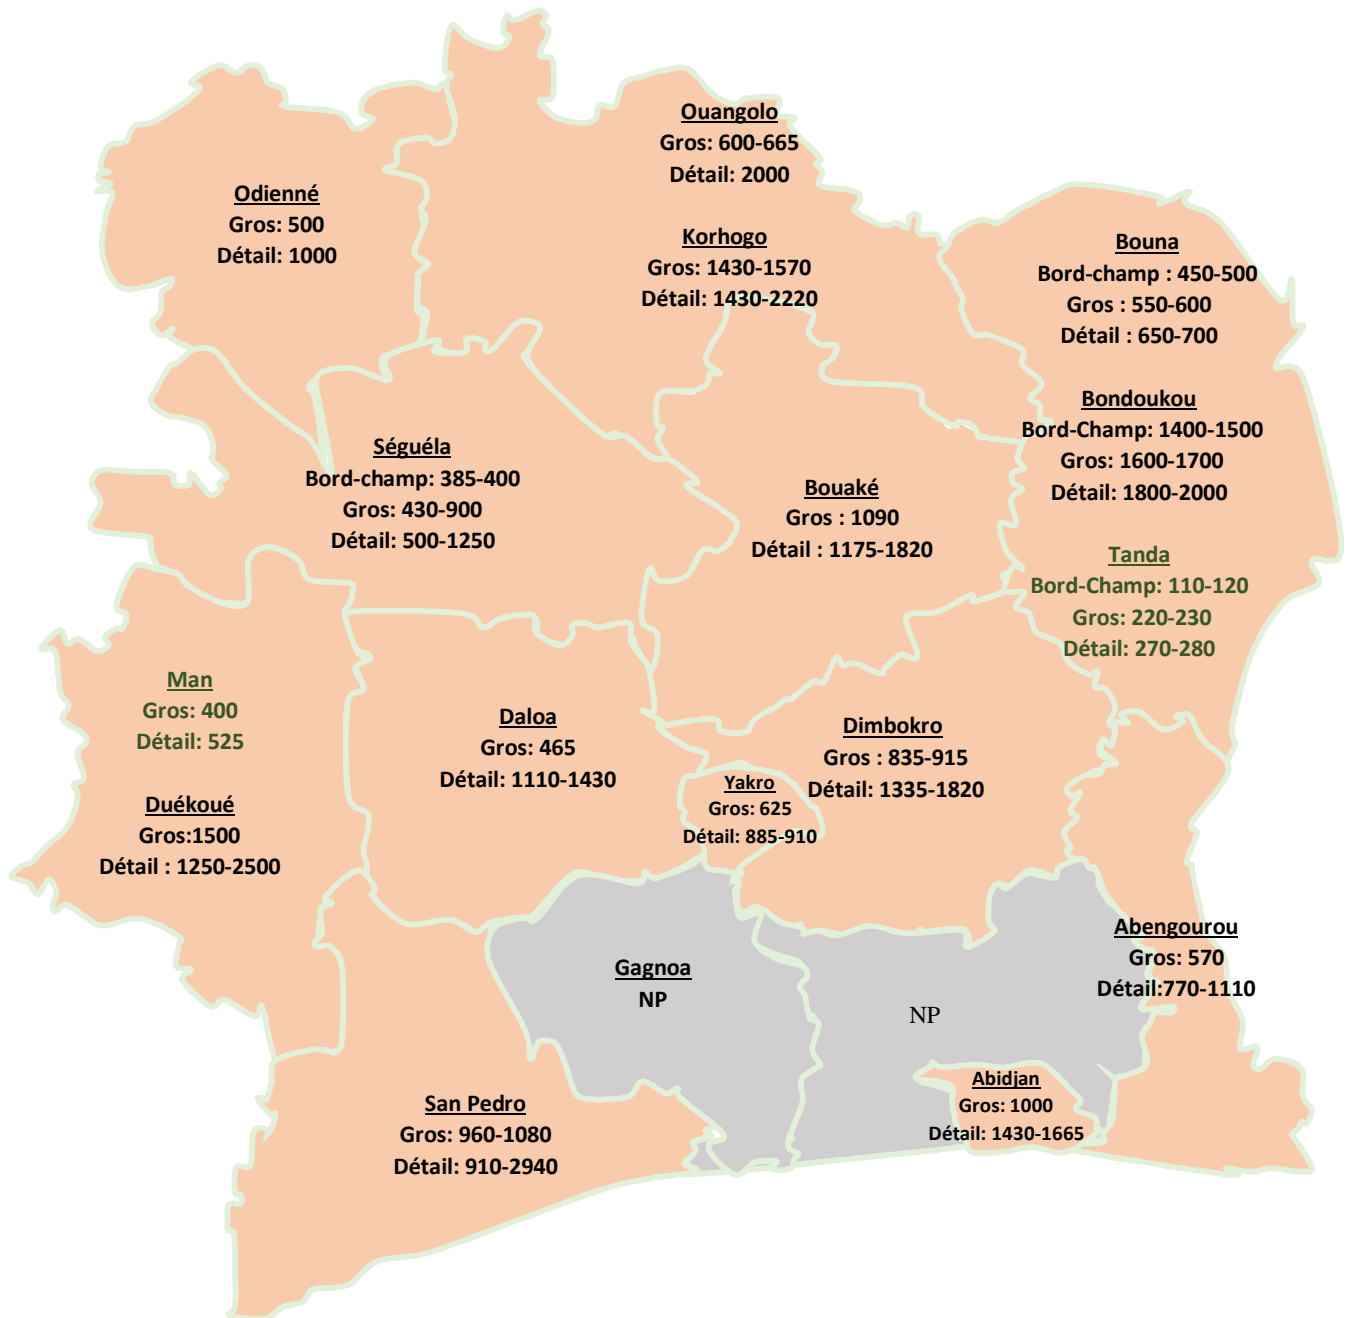 Ouangolo
Gros: 600-665
Détail: 2000
Odienné
Gros: 500
Détail: 1000
Korhogo
Gros: 1430-1570
Détail: 1430-2220
Bouna
Bord-champ : 450-500
Gros : 550-600
Détail : 650-700
Bondoukou
Bord-Champ: 1400-1500
Gros: 1600-1700
Détail: 1800-2000
Séguéla
Bord-champ: 385-400
Gros: 430-900
Détail: 500-1250
Bouaké
Gros : 1090
Détail : 1175-1820
Tanda
Bord-Champ: 110-120
Gros: 220-230
Détail: 270-280
Man
Gros: 400
Détail: 525
Daloa
Gros: 465
Détail: 1110-1430
Dimbokro
Gros : 835-915
Détail: 1335-1820
Yakro
Gros: 625
Détail: 885-910
Duékoué
Gros:1500
Détail : 1250-2500
Abengourou
Gros: 570
Détail:770-1110
Gagnoa
NP
NP
Abidjan
Gros: 1000
Détail: 1430-1665
San Pedro
Gros: 960-1080
Détail: 910-2940